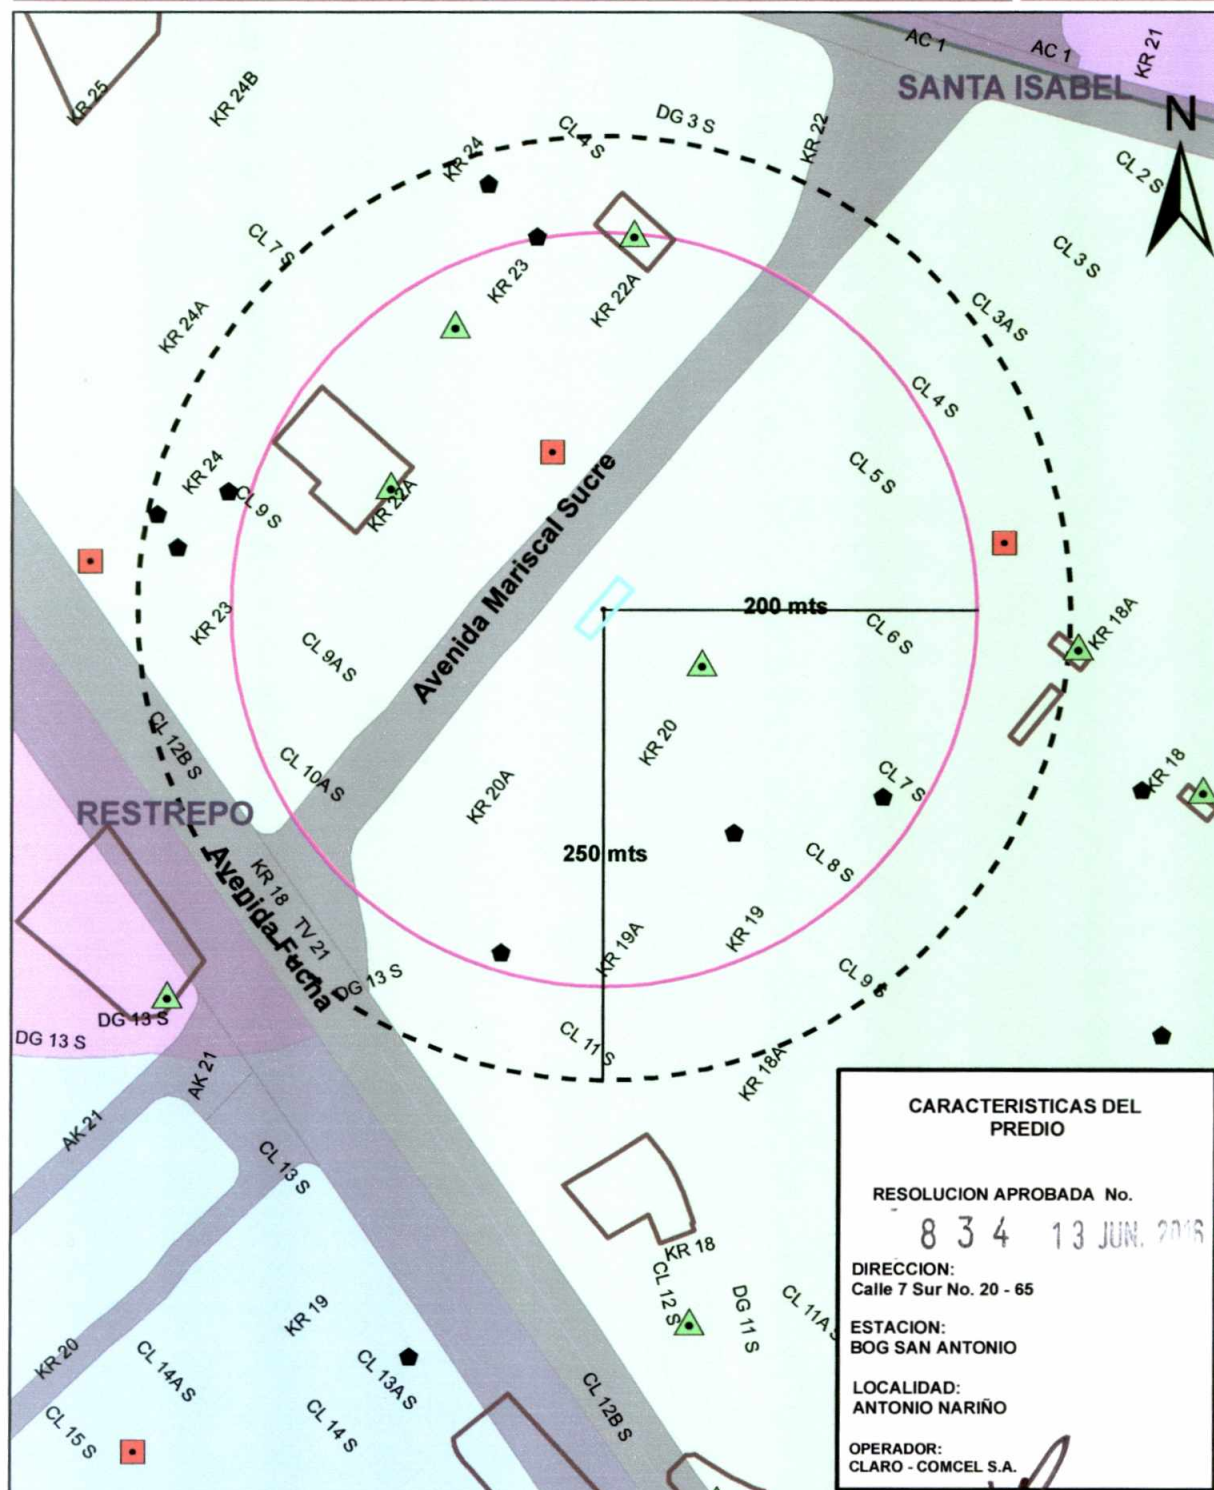 AC 1
AC 1
KR 21
SANTA ISABEL
KR 25
KR 24B
KR 24
CL 4 S
DG 3 S
KR 22
N
CL 2 S
CL 7 S
CL 3 S
KR 23
KR 22A
KR 24A
CL 3A S
CL 4 S
KR 24
CL 9 S
KR 22A
CL 5 S
Avenida Mariscal Sucre
200 mts
KR 23
CL 9A S
CL 6 S
KR 18A
CL 12B S
KR 20
CL 10A S
KR 20A
CL 7 S
KR 18
RESTREPO
250 mts
CL 8 S
Avenida Fucha
KR 18
TV 21
KR 19A
KR 19
DG 13 S
CL 9 S
DG 13 S
DG 13 S
CL 11 S
AK 21
KR 18A
AK 21
CL 13 S
KR 18
CL 12 S
DG 11 S
CL 11A S
KR 19
KR 20
CL 14A S
CL 13A S
CL 15 S
CL 14 S
CL 12B S
CARACTERISTICAS DEL
PREDIO
RESOLUCION APROBADA No.
8 3 4 13 JUN.
DIRECCION:
Calle 7 Sur No. 20 - 65
ESTACION:
BOG SAN ANTONIO
LOCALIDAD:
ANTONIO NARIÑO
OPERADOR:
CLARO - COMCEL S.A.